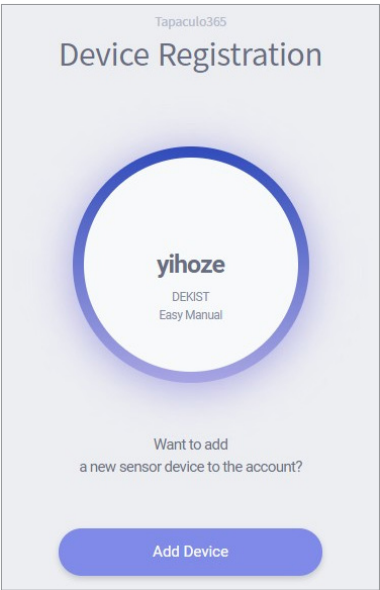 Tapaculo365
Device Registration
yihoze
DEKIST
Easy Manual
Want to add
a new sensor device to the account?
Add Device